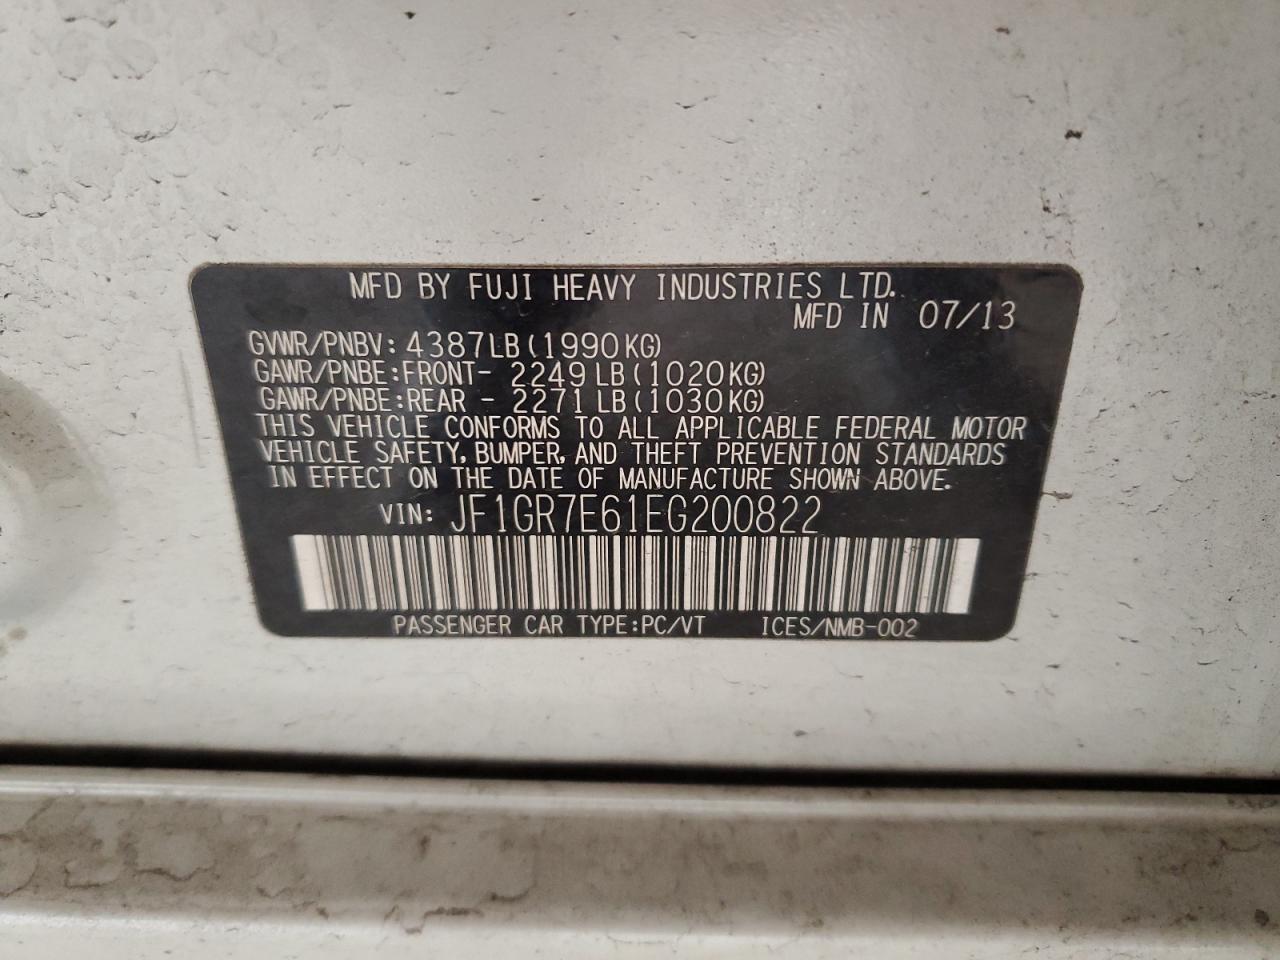 MFD BY FUJI HEAVY INDUSTRIES LTD.
MFD IN 07/13
GVWR/PNBV: 4387LB(1990KG)
GAWR/PNBE:FRONT- 2249LB(1020KG)
GAWR/PNBE:REAR - 2271LB(1030KG)
THIS VEHICLE CONFORMS TO ALL APPLICABLE FEDERAL MOTOR
VEHICLE SAFETY, BUMPER, AND THEFT PREVENTION STANDARDS
IN EFFECT ON THE DATE OF MANUFACTURE SHOWN ABOVE.
VIN: JF1GR7E61EG200822
PASSENGER CAR TYPE:PC/VT ICES/NMB-002